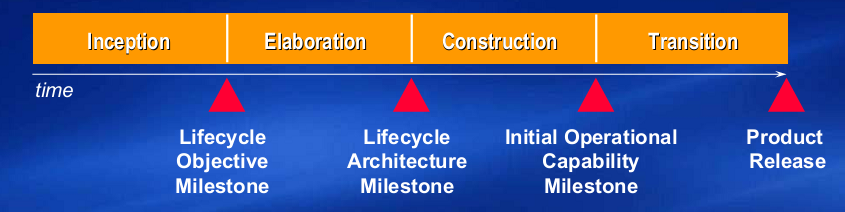 Inception Elaboration Construction Transition
time
Lifecycle Objective Milestone
Lifecycle Architecture Milestone
Initial Operational Capability Milestone
Product Release